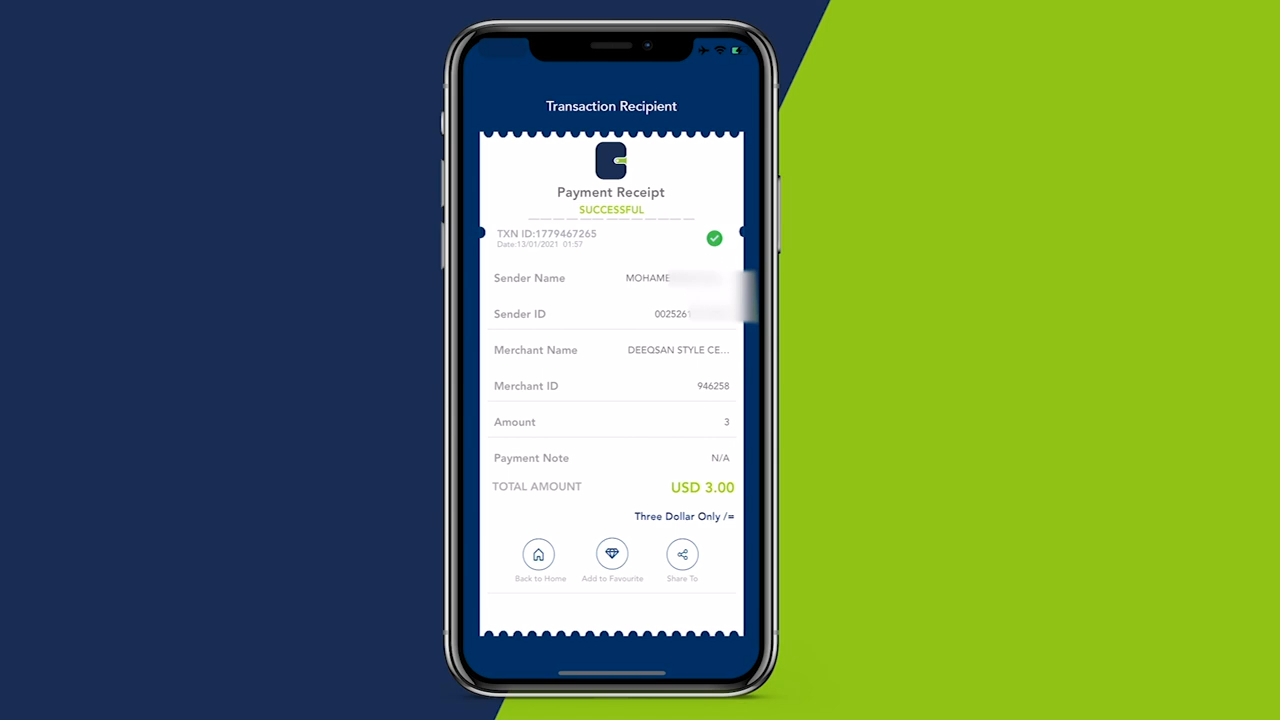 Transaction Recipient
Payment Receipt
SUCCESSFUL
TXN ID:1779467265
Date:13/01/2021 01:57
Sender Name MOHAME
Sender ID 0025261
Merchant Name DEEQSAN STYLE CE...
Merchant ID 946258
Amount 3
Payment Note N/A
TOTAL AMOUNT USD 3.00
Three Dollar Only /=
Back to Home Add to Favourite Share To